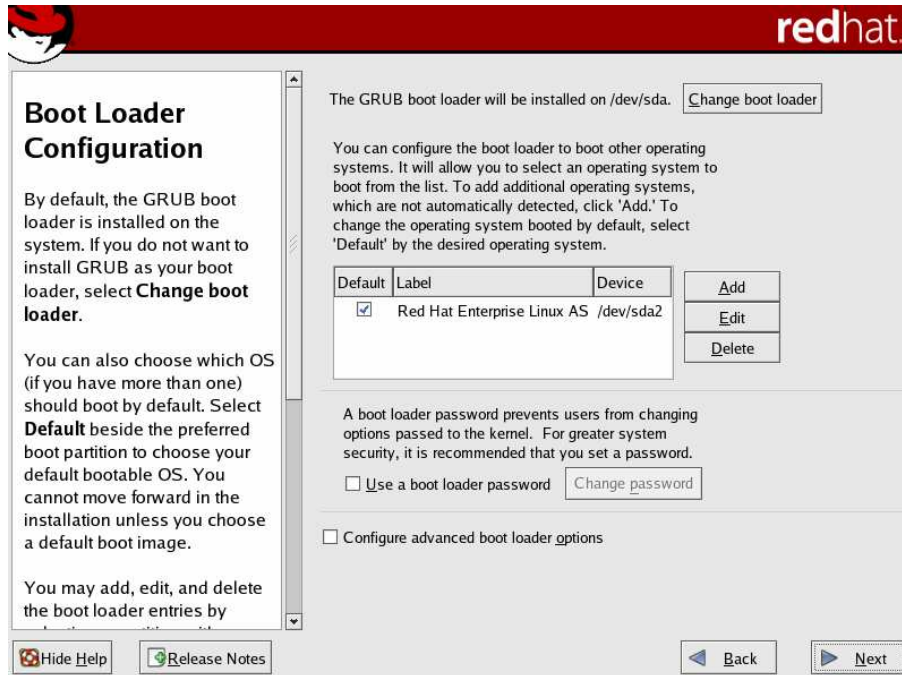 redhat.
Boot Loader
Configuration
By default, the GRUB boot
loader is installed on the
system. If you do not want to
install GRUB as your boot
loader, select Change boot
loader.
You can also choose which OS
(if you have more than one)
should boot by default. Select
Default beside the preferred
boot partition to choose your
default bootable OS. You
cannot move forward in the
installation unless you choose
a default boot image.
You may add, edit, and delete
the boot loader entries by
The GRUB boot loader will be installed on /dev/sda. Change boot loader
You can configure the boot loader to boot other operating
systems. It will allow you to select an operating system to
boot from the list. To add additional operating systems,
which are not automatically detected, click 'Add.' To
change the operating system booted by default, select
'Default' by the desired operating system.
Default Label Device
Red Hat Enterprise Linux AS /dev/sda2
Add
Edit
Delete
A boot loader password prevents users from changing
options passed to the kernel. For greater system
security, it is recommended that you set a password.
Use a boot loader password Change password
Configure advanced boot loader options
Hide Help Release Notes Back Next